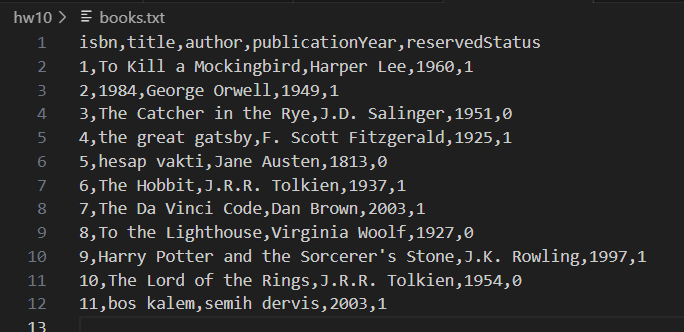 hw10 > books.txt
1 isbn,title,author,publicationYear,reservedStatus
2 1,To Kill a Mockingbird,Harper Lee,1960,1
3 2,1984,George Orwell,1949,1
4 3,The Catcher in the Rye,J.D. Salinger,1951,0
5 4,the great gatsby,F. Scott Fitzgerald,1925,1
6 5,hesap vakti,Jane Austen,1813,0
7 6,The Hobbit,J.R.R. Tolkien,1937,1
8 7,The Da Vinci Code,Dan Brown,2003,1
9 8,To the Lighthouse,Virginia Woolf,1927,0
10 9,Harry Potter and the Sorcerer's Stone,J.K. Rowling,1997,1
11 10,The Lord of the Rings,J.R.R. Tolkien,1954,0
12 11,bos kalem,semih dervis,2003,1
13